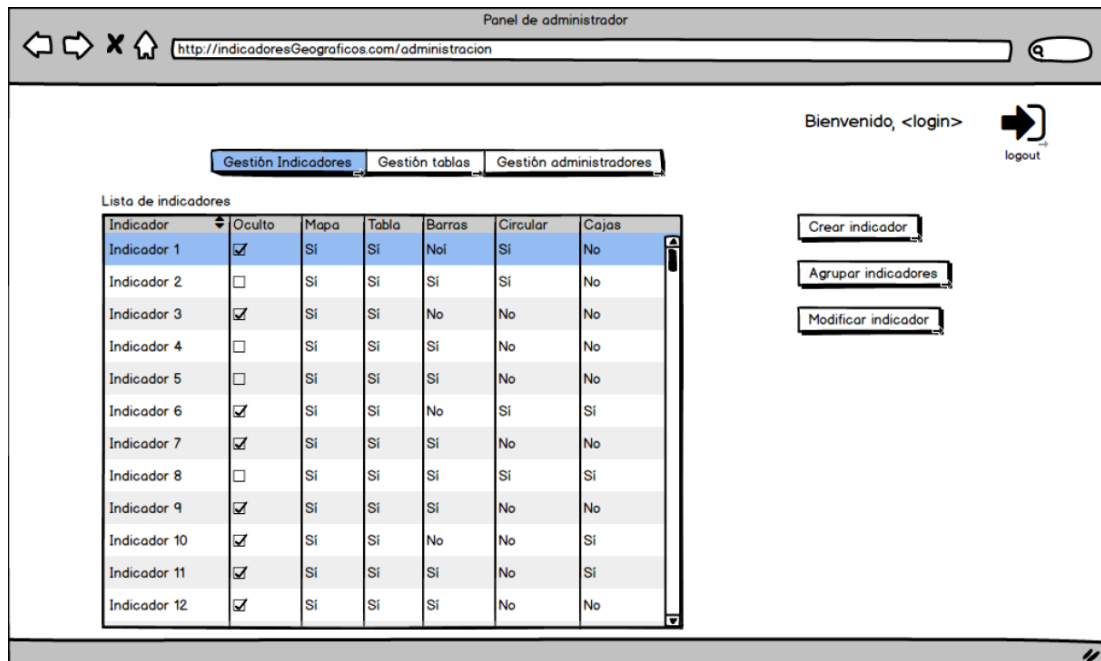 Panel de administrador
http://indicadoresGeograficos.com/administracion
Bienvenido, <login>
logout
Gestión Indicadores Gestión tablas Gestión administradores
Lista de indicadores
Indicador Oculto Mapa Tabla Barras Circular Cajas
Indicador 1 Sí Sí Noí Sí No
Indicador 2 Sí Sí Sí Sí No
Indicador 3 Sí Sí No No No
Indicador 4 Sí Sí Sí No No
Indicador 5 Sí Sí Sí No No
Indicador 6 Sí Sí No Sí Sí
Indicador 7 Sí Sí Sí No No
Indicador 8 Sí Sí Sí Sí Sí
Indicador 9 Sí Sí Sí No No
Indicador 10 Sí Sí No No Sí
Indicador 11 Sí Sí Sí No Sí
Indicador 12 Sí Sí Sí No No
Crear indicador
Agrupar indicadores
Modificar indicador